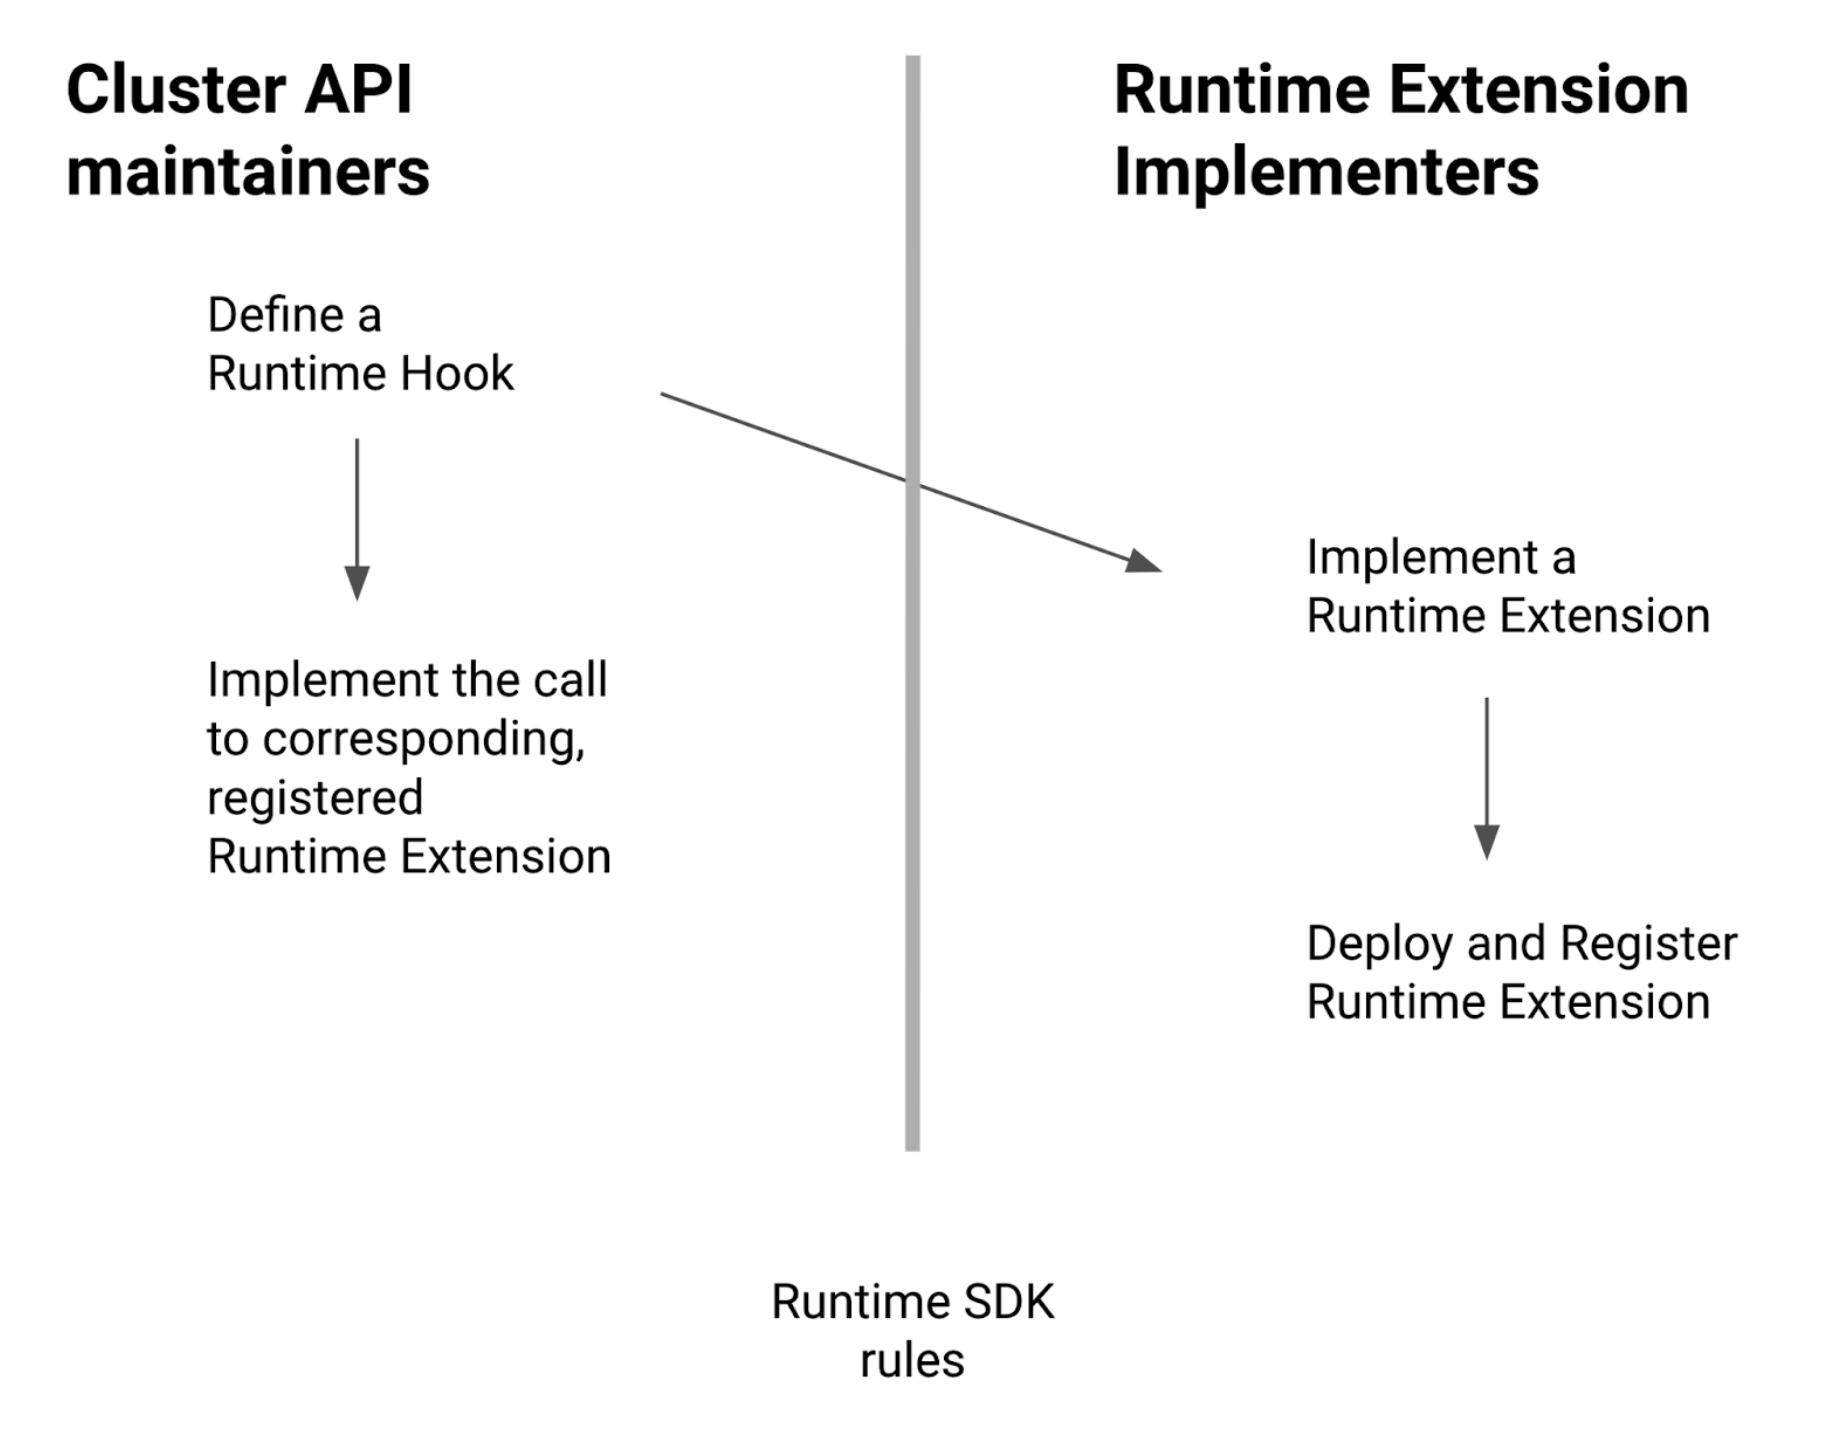 Cluster API
maintainers
Runtime Extension
Implementers
Define a
Runtime Hook
Implement the call
to corresponding,
registered
Runtime Extension
Implement a
Runtime Extension
Deploy and Register
Runtime Extension
Runtime SDK
rules